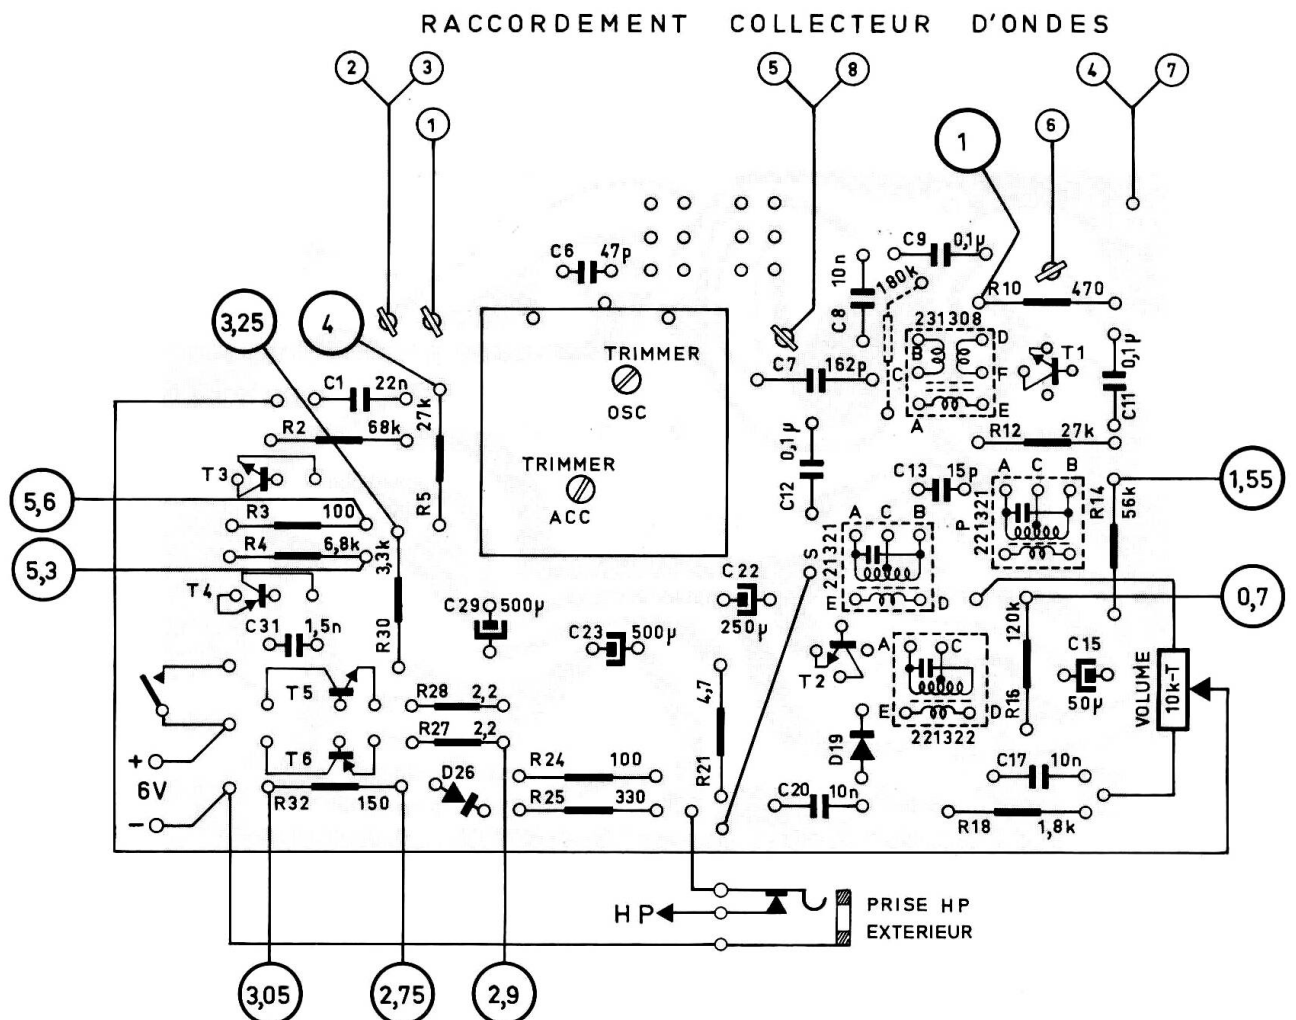 RACCORDEMENT COLLECTEUR D'ONDES
2 3 5 8 4 7
1 1 6
C6 47p
C9 0,1µ
10n
C8
180k
R10 470
3,25 4
231308
B D
C F
A E
T1
0,1µ
C11
TRIMMER
OSC
C7 162p
C1 22n
27k
R5
R2 68k
R12 27k
T3
TRIMMER
ACC
0,1µ
C12
C13 15p
A C B
P
221321
R14
56k
1,55
5,6
R3 100
R4 6,8k
5,3
3,3k
R30
A C B
221321
E D
S
T4
C29 500µ
C22
250µ
C23 500µ
0,7
120k
R16
C31 1,5n
T2
A C
E D
221322
C15
50µ
VOLUME
10k-T
T5
R28 2,2
4,7
R21
R27 2,2
T6
D19
+
6V
−
D26
R24 100
R25 330
R32 150
C20 10n
C17 10n
R18 1,8k
HP
PRISE HP
EXTERIEUR
3,05 2,75 2,9